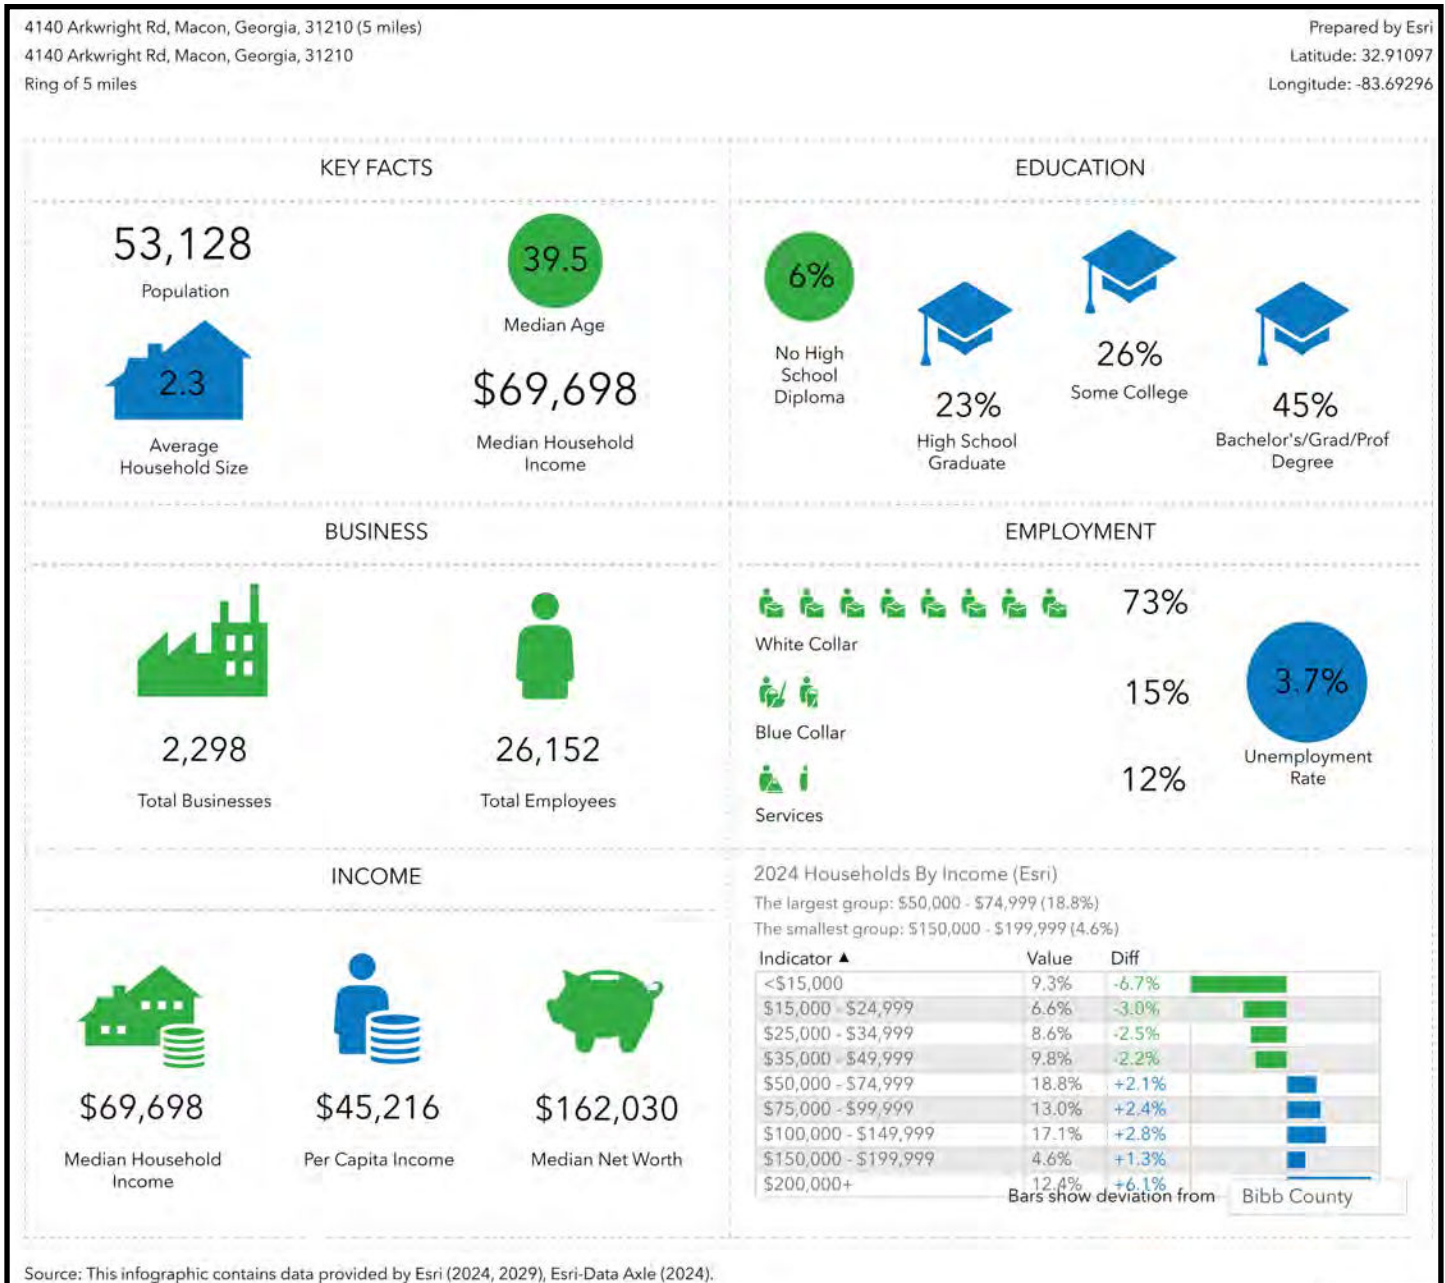 4140 Arkwright Rd, Macon, Georgia, 31210 (5 miles)
4140 Arkwright Rd, Macon, Georgia, 31210
Ring of 5 miles
Prepared by Esri
Latitude: 32.91097
Longitude: -83.69296
KEY FACTS
53,128
Population
39.5
Median Age
2.3
Average
Household Size
$69,698
Median Household
Income
EDUCATION
6%
No High
School
Diploma
23%
High School
Graduate
26%
Some College
45%
Bachelor's/Grad/Prof
Degree
BUSINESS
2,298
Total Businesses
26,152
Total Employees
EMPLOYMENT
73%
White Collar
15%
Blue Collar
12%
Services
3.7%
Unemployment
Rate
INCOME
$69,698
Median Household
Income
$45,216
Per Capita Income
$162,030
Median Net Worth
2024 Households By Income (Esri)
The largest group: $50,000 - $74,999 (18.8%)
The smallest group: $150,000 - $199,999 (4.6%)
Indicator ▲ Value Diff
<$15,000 9.3% -6.7%
$15,000 - $24,999 6.6% -3.0%
$25,000 - $34,999 8.6% -2.5%
$35,000 - $49,999 9.8% -2.2%
$50,000 - $74,999 18.8% +2.1%
$75,000 - $99,999 13.0% +2.4%
$100,000 - $149,999 17.1% +2.8%
$150,000 - $199,999 4.6% +1.3%
$200,000+ 12.4% +6.1%
Bars show deviation from Bibb County
Source: This infographic contains data provided by Esri (2024, 2029), Esri-Data Axle (2024).